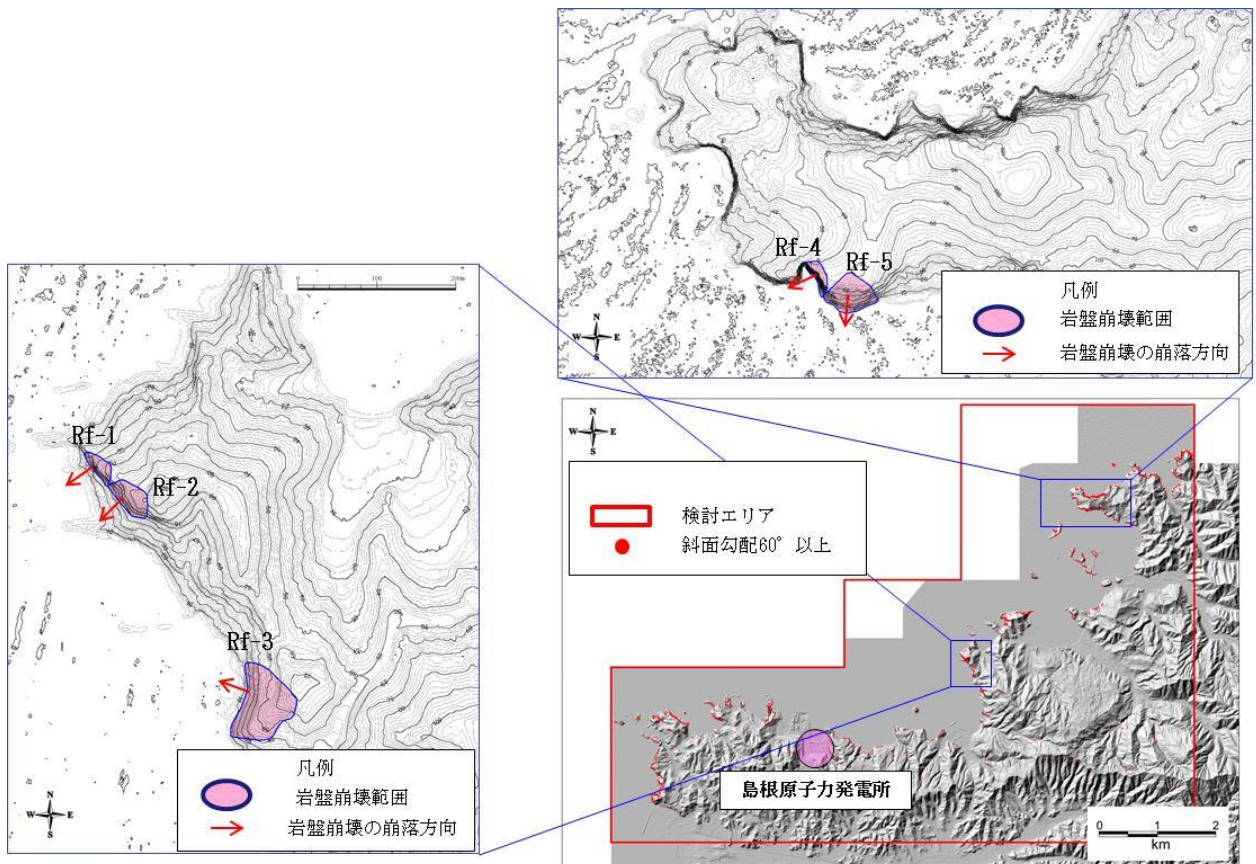 Rf-4
Rf-5
N
W E
S
凡例
岩盤崩壊範囲
岩盤崩壊の崩落方向
0 100 200m
Rf-1
Rf-2
Rf-3
N
W E
S
凡例
岩盤崩壊範囲
岩盤崩壊の崩落方向
N
W E
S
検討エリア
斜面勾配60°以上
島根原子力発電所
0 1 2
km